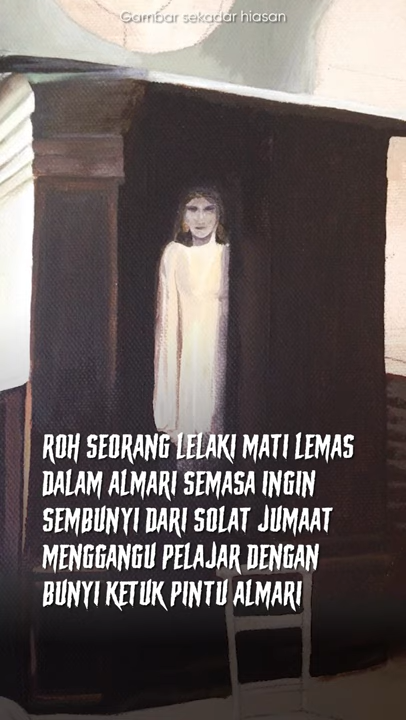 Gambar sekadar hiasan
ROH SEORANG LELAKI MATI LEMAS
DALAM ALMARI SEMASA INGIN
SEMBUNYI DARI SOLAT JUMAAT
MENGGANGU PELAJAR DENGAN
BUNYI KETUK PINTU ALMARI